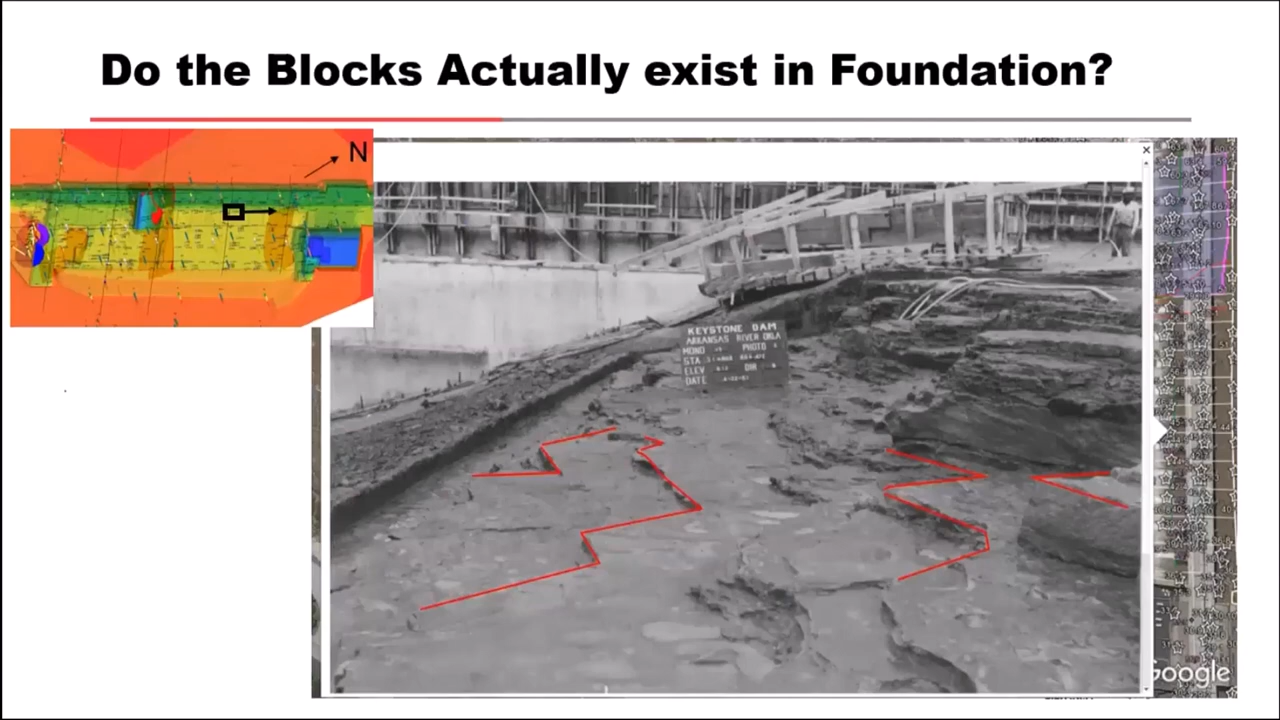 Do the Blocks Actually exist in Foundation?
N
KEYSTONE DAM
ARKANSAS RIVER OKLA
MONO PHOTO
STA
ELEV
DATE
Google